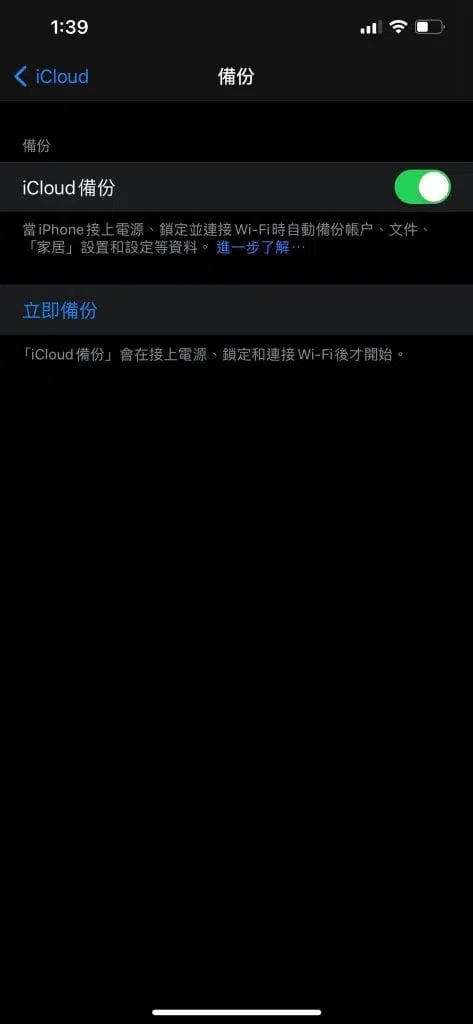 1:39
iCloud
備份
備份
iCloud備份
當iPhone接上電源、鎖定並連接Wi-Fi時自動備份帳户、文件、
「家居」設置和設定等資料。 進一步了解…
立即備份
「iCloud備份」會在接上電源、鎖定和連接Wi-Fi後才開始。